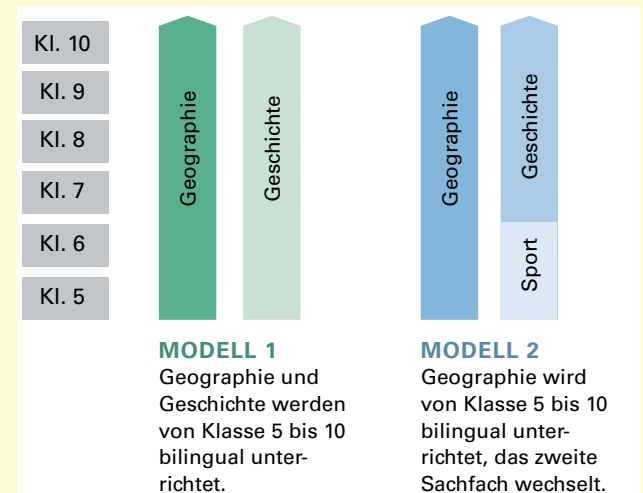 Kl. 10
Kl. 9
Kl. 8
Kl. 7
Kl. 6
Kl. 5
Geographie
Geschichte
Geographie
Geschichte
Sport
MODELL 1
Geographie und
Geschichte werden
von Klasse 5 bis 10
bilingual unter-
richtet.
MODELL 2
Geographie wird
von Klasse 5 bis 10
bilingual unter-
richtet, das zweite
Sachfach wechselt.